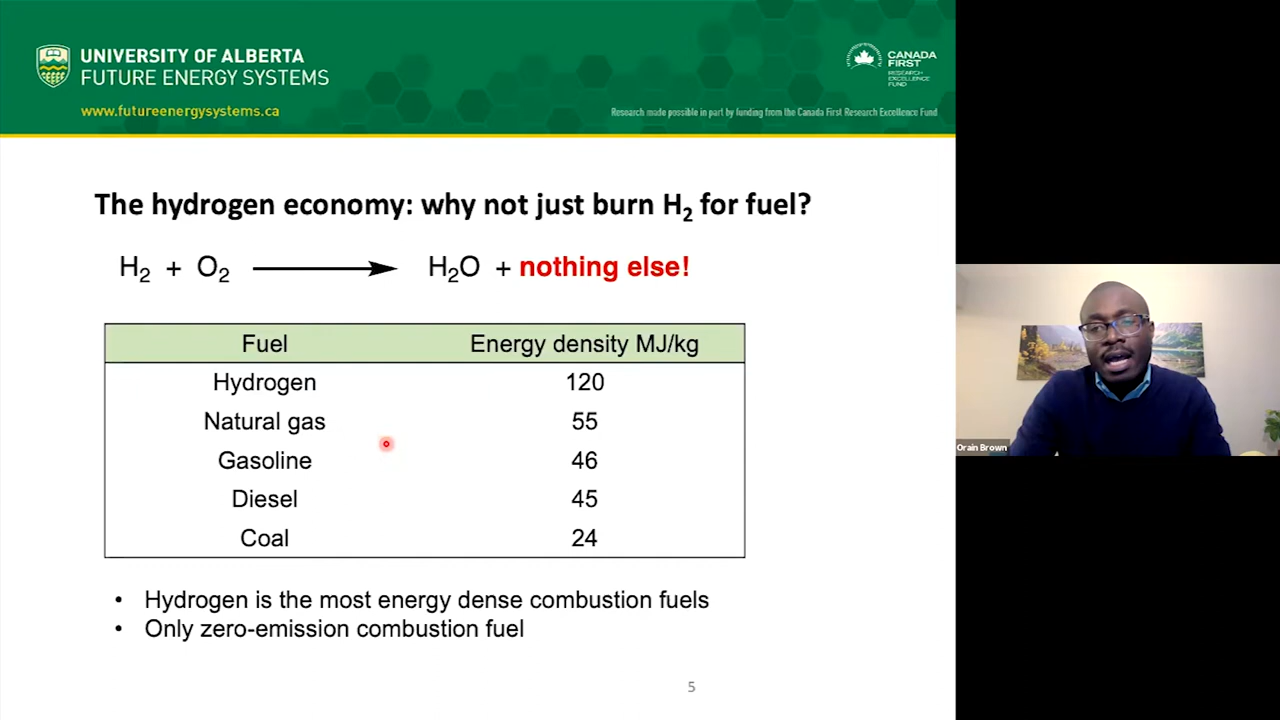 UNIVERSITY OF ALBERTA
FUTURE ENERGY SYSTEMS
www.futureenergysystems.ca
CANADA
FIRST
RESEARCH
EXCELLENCE
FUND
Research made possible in part by funding from the Canada First Research Excellence Fund
The hydrogen economy: why not just burn H₂ for fuel?
H₂ + O₂ ⟶ H₂O + nothing else!
Fuel Energy density MJ/kg
Hydrogen 120
Natural gas 55
Gasoline 46
Diesel 45
Coal 24
• Hydrogen is the most energy dense combustion fuels
• Only zero-emission combustion fuel
5
Orain Brown